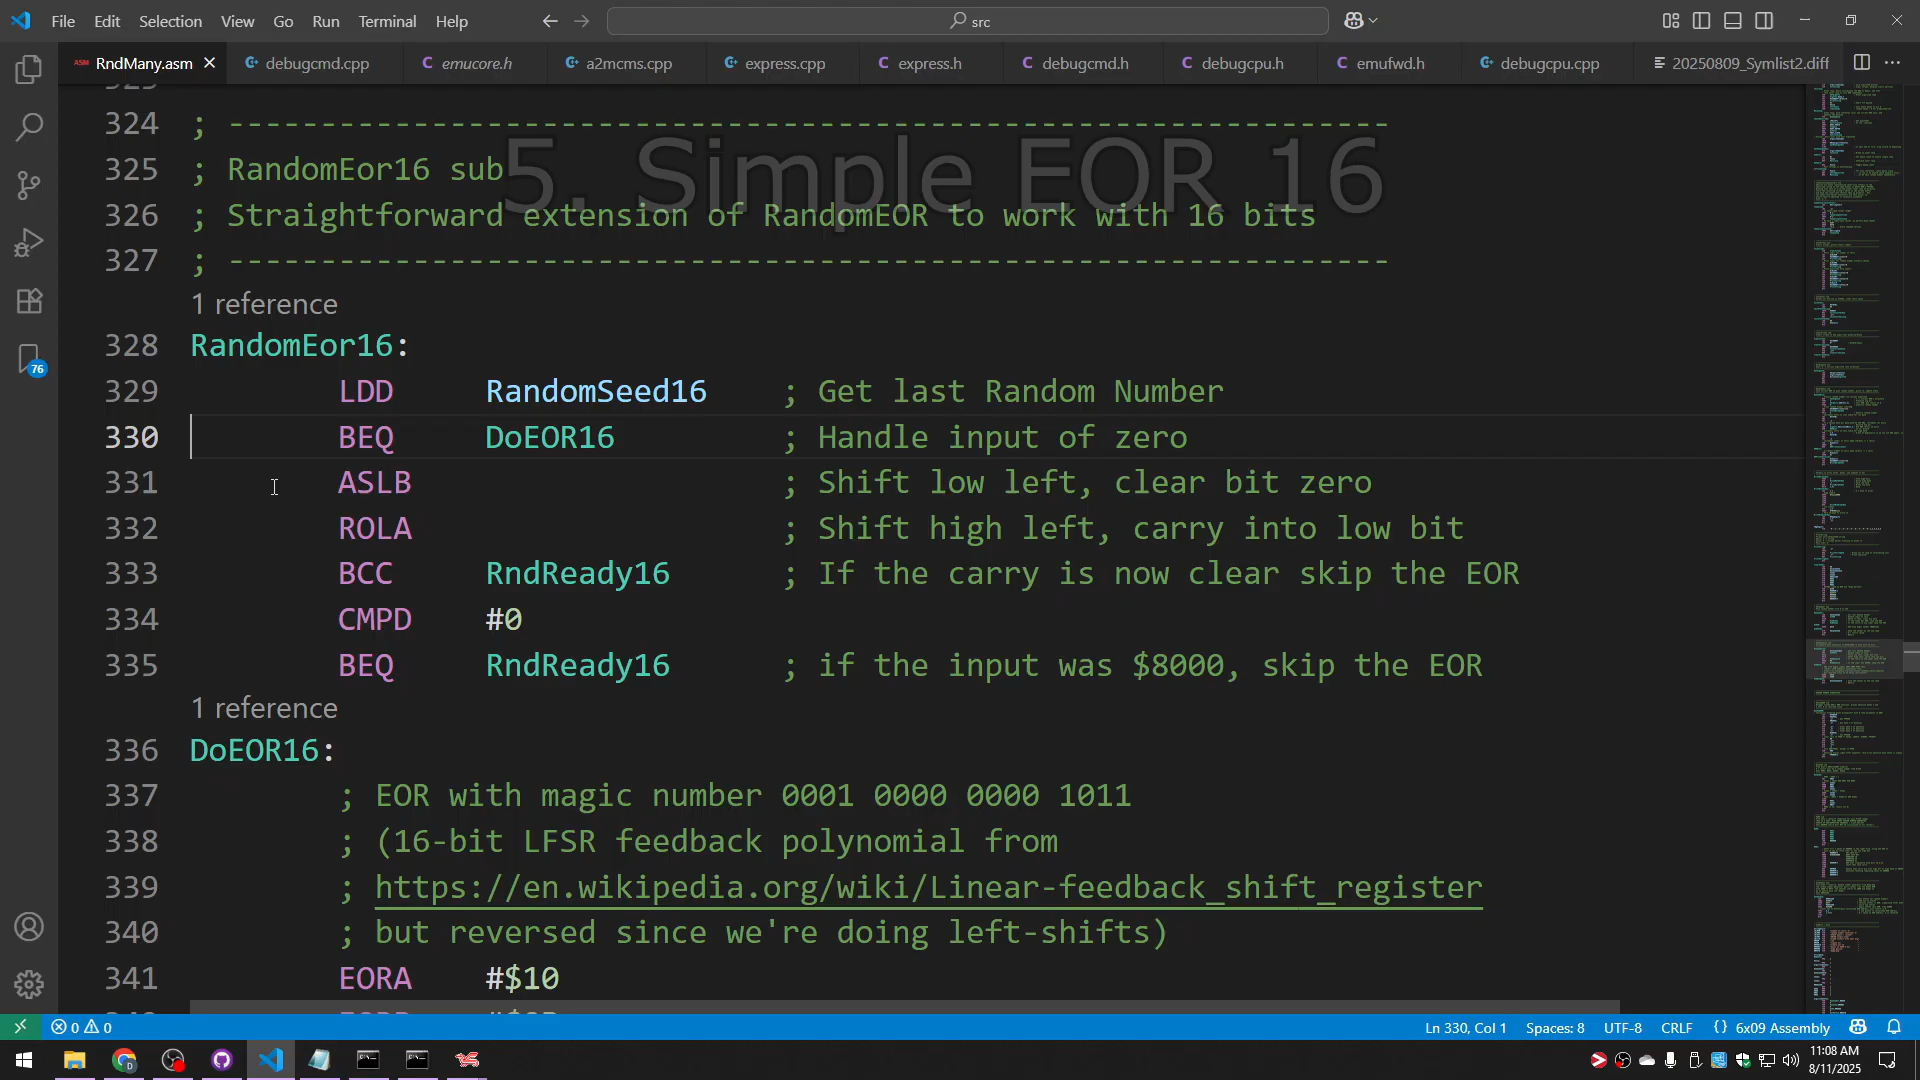 File Edit Selection View Go Run Terminal Help
src
ASM RndMany.asm debugcmd.cpp emucore.h a2mcms.cpp express.cpp express.h debugcmd.h debugcpu.h emufwd.h debugcpu.cpp 20250809_Symlist2.diff
5. Simple EOR 16
324 ; ---------------------------------------------------------------
325 ; RandomEor16 sub
326 ; Straightforward extension of RandomEOR to work with 16 bits
327 ; ---------------------------------------------------------------
1 reference
328 RandomEor16:
329 LDD RandomSeed16 ; Get last Random Number
330 BEQ DoEOR16 ; Handle input of zero
331 ASLB ; Shift low left, clear bit zero
332 ROLA ; Shift high left, carry into low bit
333 BCC RndReady16 ; If the carry is now clear skip the EOR
334 CMPD #0
335 BEQ RndReady16 ; if the input was $8000, skip the EOR
1 reference
336 DoEOR16:
337 ; EOR with magic number 0001 0000 0000 1011
338 ; (16-bit LFSR feedback polynomial from
339 ; https://en.wikipedia.org/wiki/Linear-feedback_shift_register
340 ; but reversed since we're doing left-shifts)
341 EORA #$10
76
0 0 Ln 330, Col 1 Spaces: 8 UTF-8 CRLF {} 6x09 Assembly
11:08 AM
8/11/2025